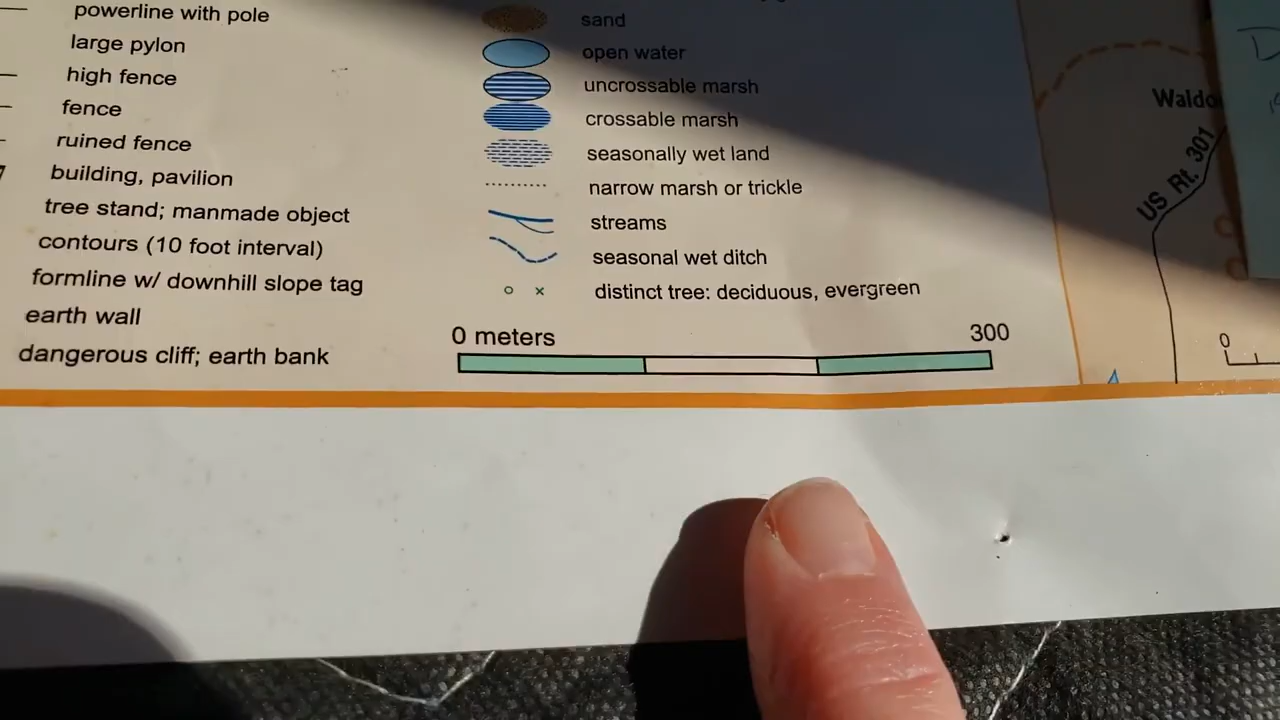 powerline with pole
large pylon
high fence
fence
ruined fence
building, pavilion
tree stand; manmade object
contours (10 foot interval)
formline w/ downhill slope tag
earth wall
dangerous cliff; earth bank
sand
open water
uncrossable marsh
crossable marsh
seasonally wet land
narrow marsh or trickle
streams
seasonal wet ditch
distinct tree: deciduous, evergreen
0 meters 300
US Rt. 301
0